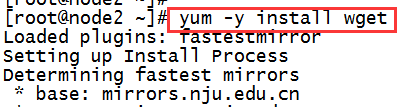 [root@node2 ~]#
[root@node2 ~]# yum -y install wget
Loaded plugins: fastestmirror
Setting up Install Process
Determining fastest mirrors
* base: mirrors.nju.edu.cn